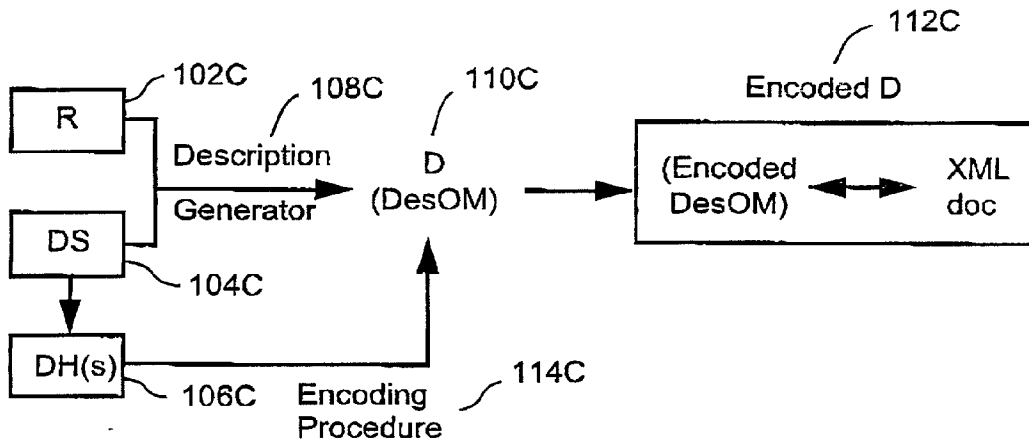 112C
Encoded D
102C
108C
110C
R
Description
Generator
D
(DesOM)
(Encoded
DesOM)
XML
doc
DS
104C
DH(s)
106C
Encoding
Procedure
114C